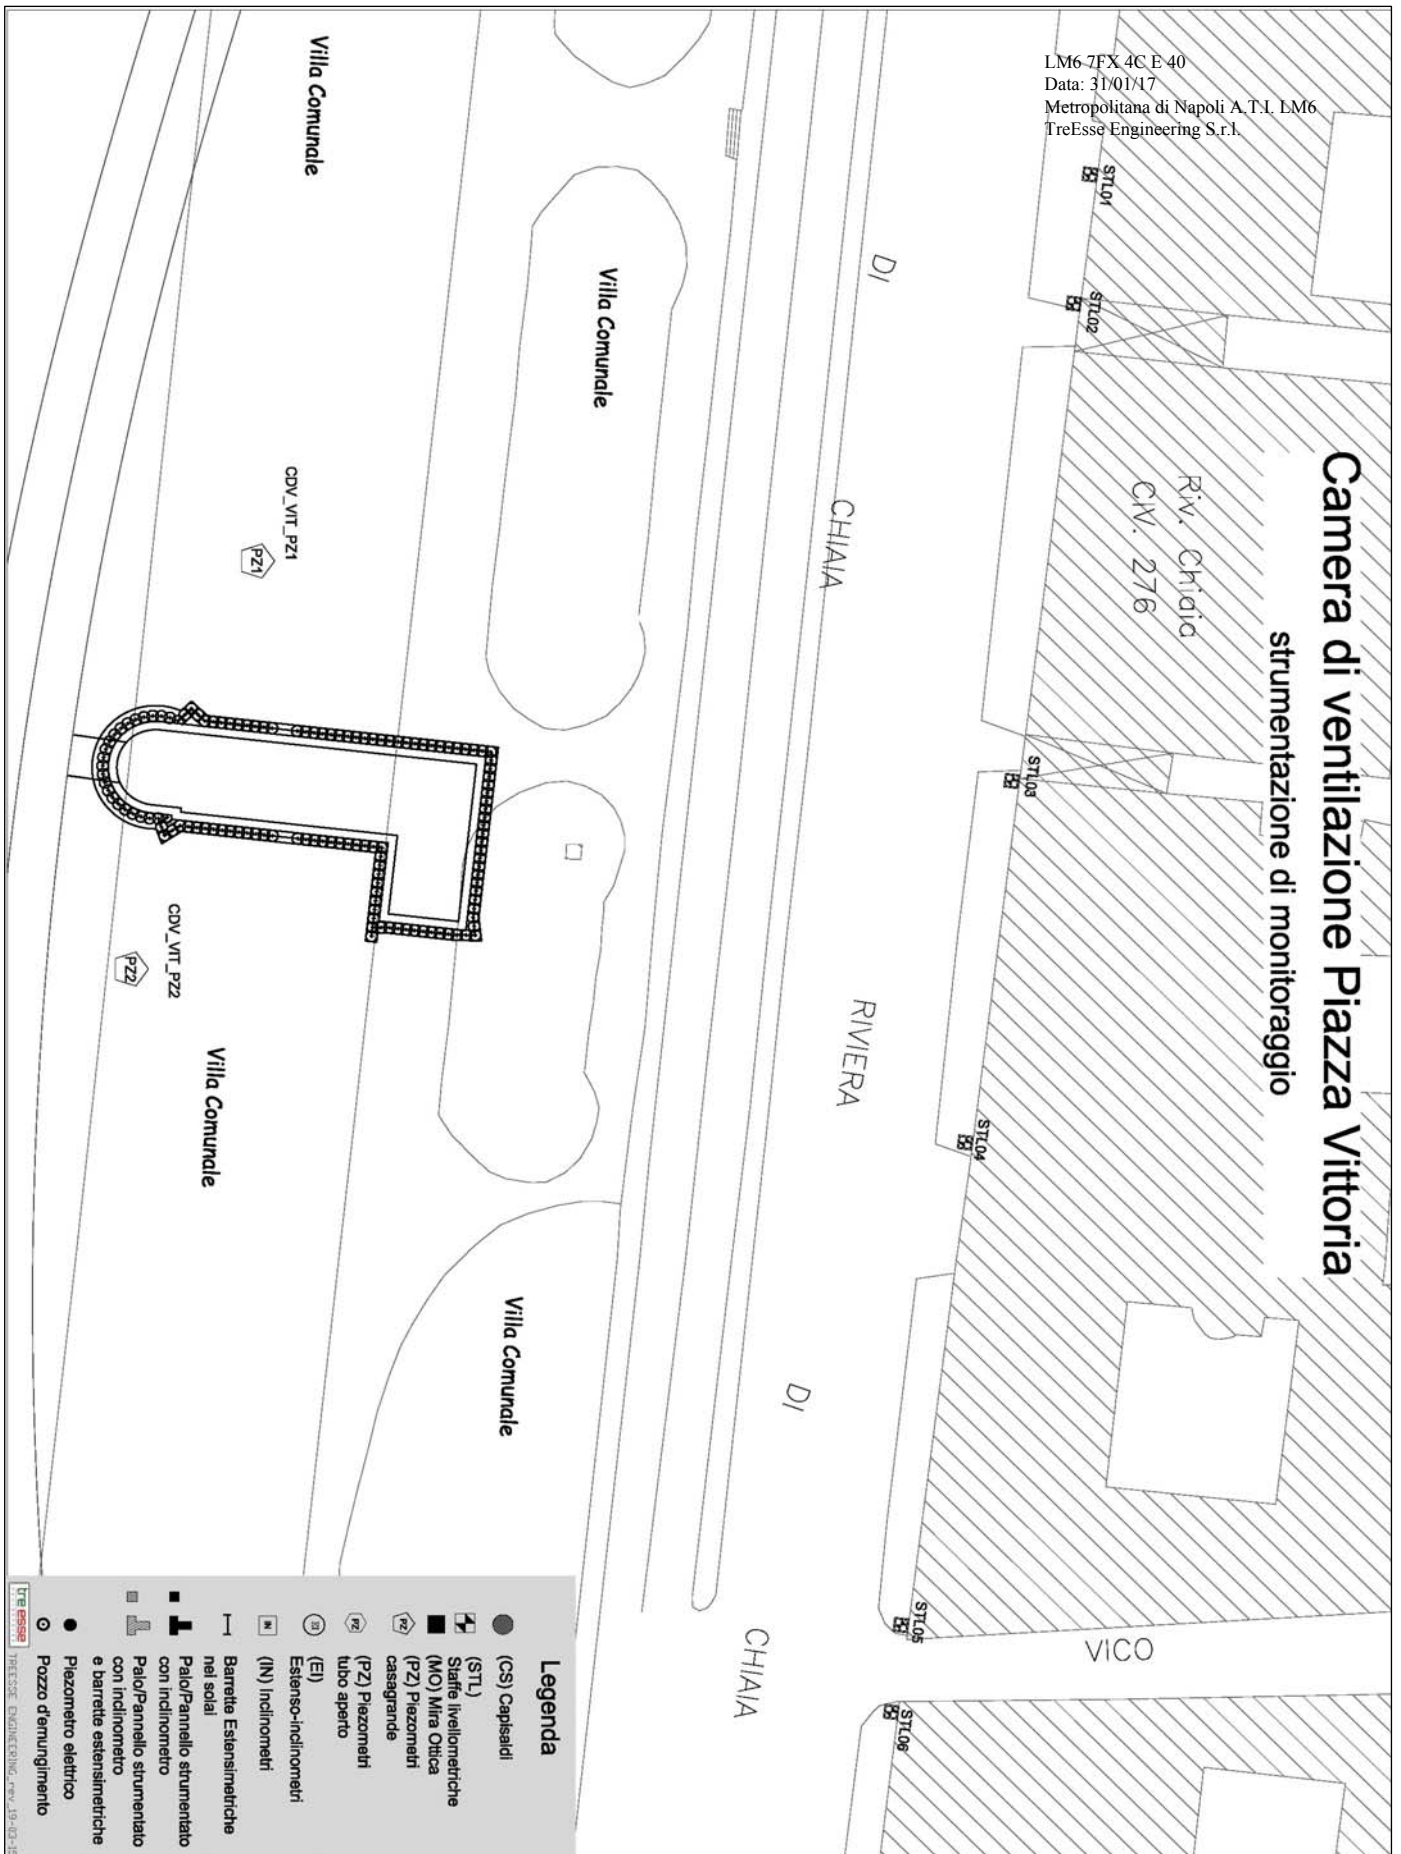 LM6 7FX 4C E 40
Data: 31/01/17
Metropolitana di Napoli A.T.I. LM6
TreEsse Engineering S.r.l.
Camera di ventilazione Piazza Vittoria
strumentazione di monitoraggio
Riv. Chiaia
CIV. 276
STL01
STL02
STL03
STL04
STL05
STL06
VICO
DI
CHIAIA
RIVIERA
DI
CHIAIA
Villa Comunale
Villa Comunale
Villa Comunale
Villa Comunale
CDV_VIT_PZ1
PZ1
CDV_VIT_PZ2
PZ2
Legenda
(CS) Capisaldi
(STL)
Staffe livellometriche
(MO) Mira Ottica
PZ
(PZ) Piezometri
casagrande
PZ
(PZ) Piezometri
tubo aperto
(EI)
Estenso-inclinometri
IN
(IN) Inclinometri
Barrette Estensimetriche
nei solai
Palo/Pannello strumentato
con inclinometro
Palo/Pannello strumentato
con inclinometro
e barrette estensimetriche
Piezometro elettrico
Pozzo d'emungimento
tre esse